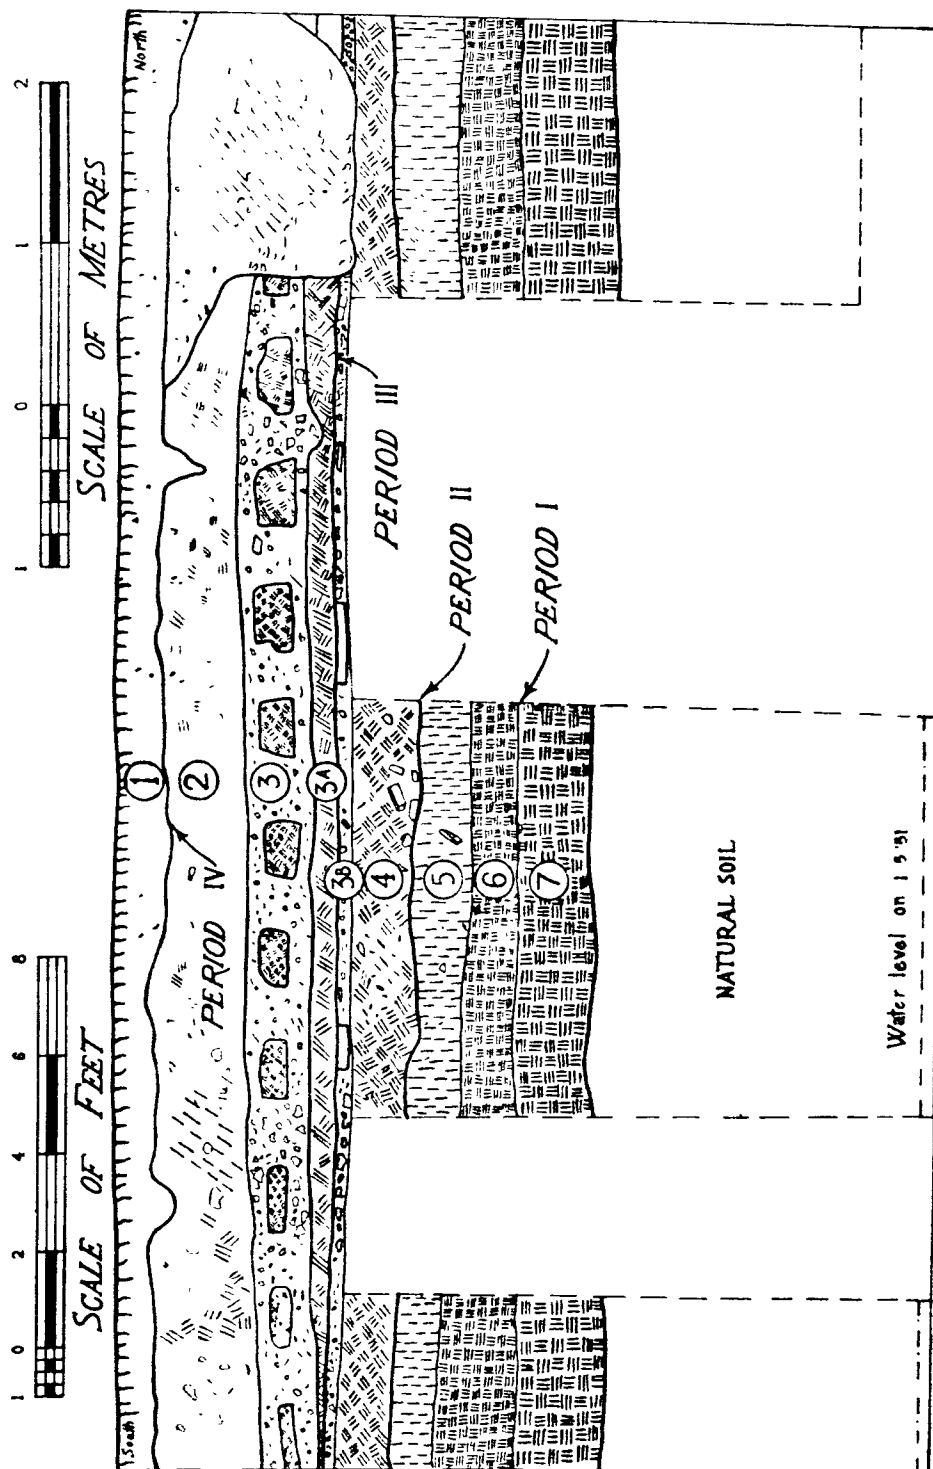 1 0 2 4 6 8
SCALE OF FEET
1 0 1 2
SCALE OF METRES
South
North
1
2
PERIOD IV
3
3A
3B
PERIOD III
4
PERIOD II
5
6
PERIOD I
7
NATURAL SOIL
Water level on 1 5 '51